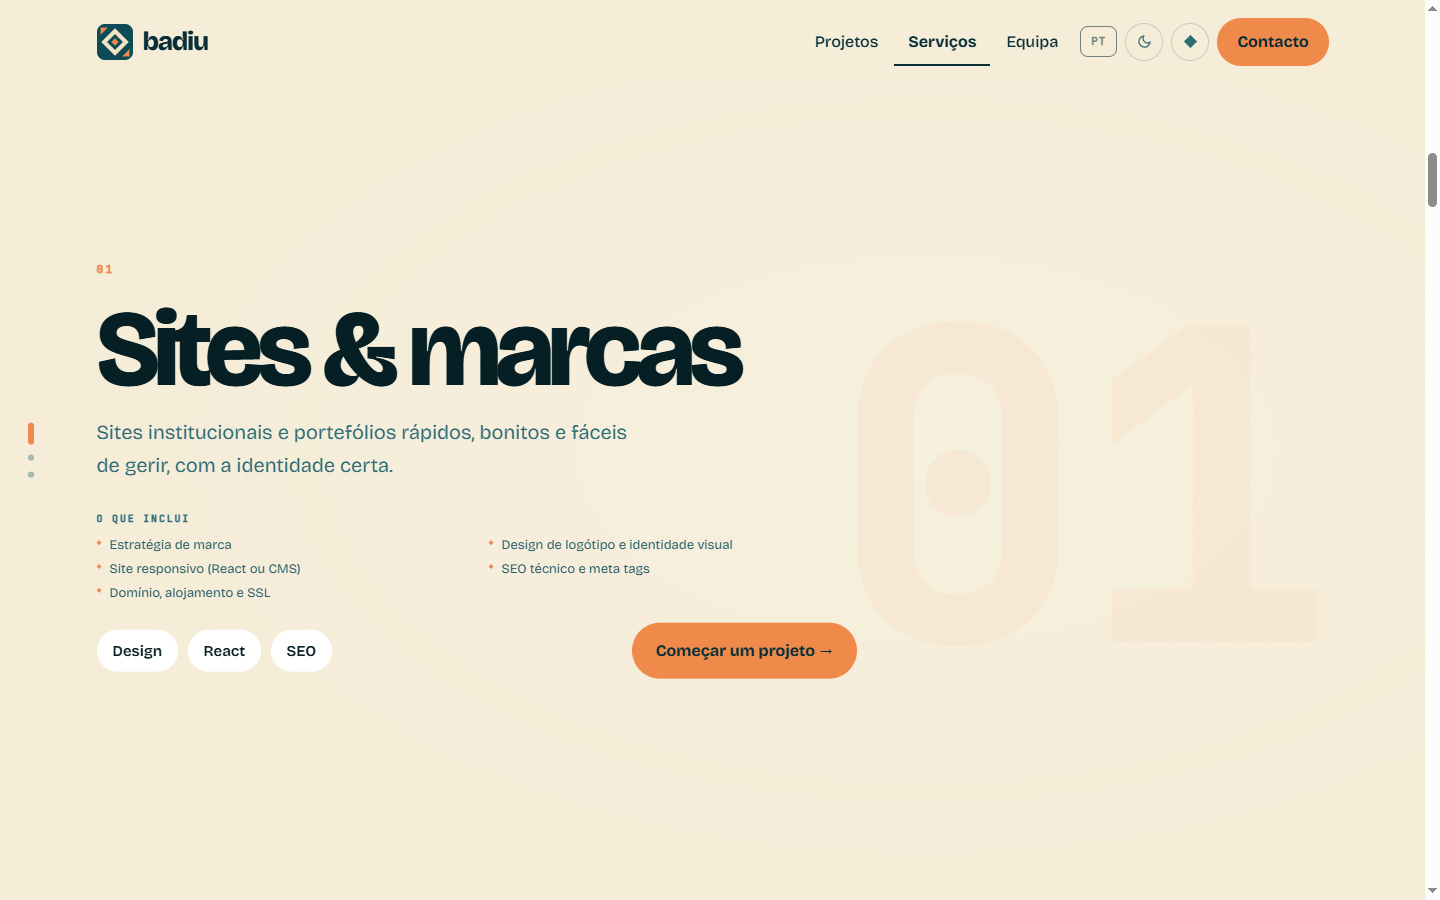 badiu
Projetos
Serviços
Equipa
PT
Contacto
01
Sites & marcas
Sites institucionais e portefólios rápidos, bonitos e fáceis
de gerir, com a identidade certa.
O QUE INCLUI
Estratégia de marca
Design de logótipo e identidade visual
Site responsivo (React ou CMS)
SEO técnico e meta tags
Domínio, alojamento e SSL
Design
React
SEO
Começar um projeto →
01